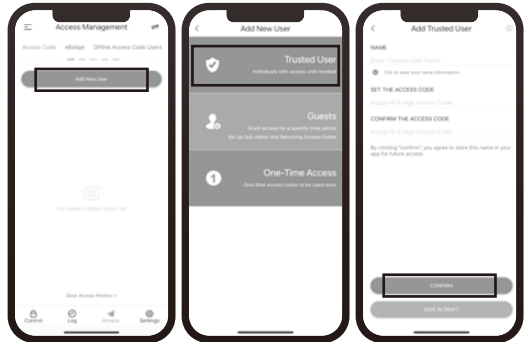 Access Management
Access Code eBadge Offline Access Code Users
Add New User
You Haven't Added Users Yet
Door Access History >
Control Log Access Settings
Add New User
Trusted User
Individuals with access until revoked
Guests
Grant access for a specific time period
Set up Sub Admin and Recurring Access Codes
1
One-Time Access
One-time access codes to be used once
Add Trusted User
NAME
Enter Trusted User Name
Tick to save your name information.
SET THE ACCESS CODE
Assign 4-8 digit Access Code
CONFIRM THE ACCESS CODE
Assign 4-8 digit Access Code
By clicking "confirm", you agree to store this name in your
app for future access.
CONFIRM
SAVE IN DRAFT